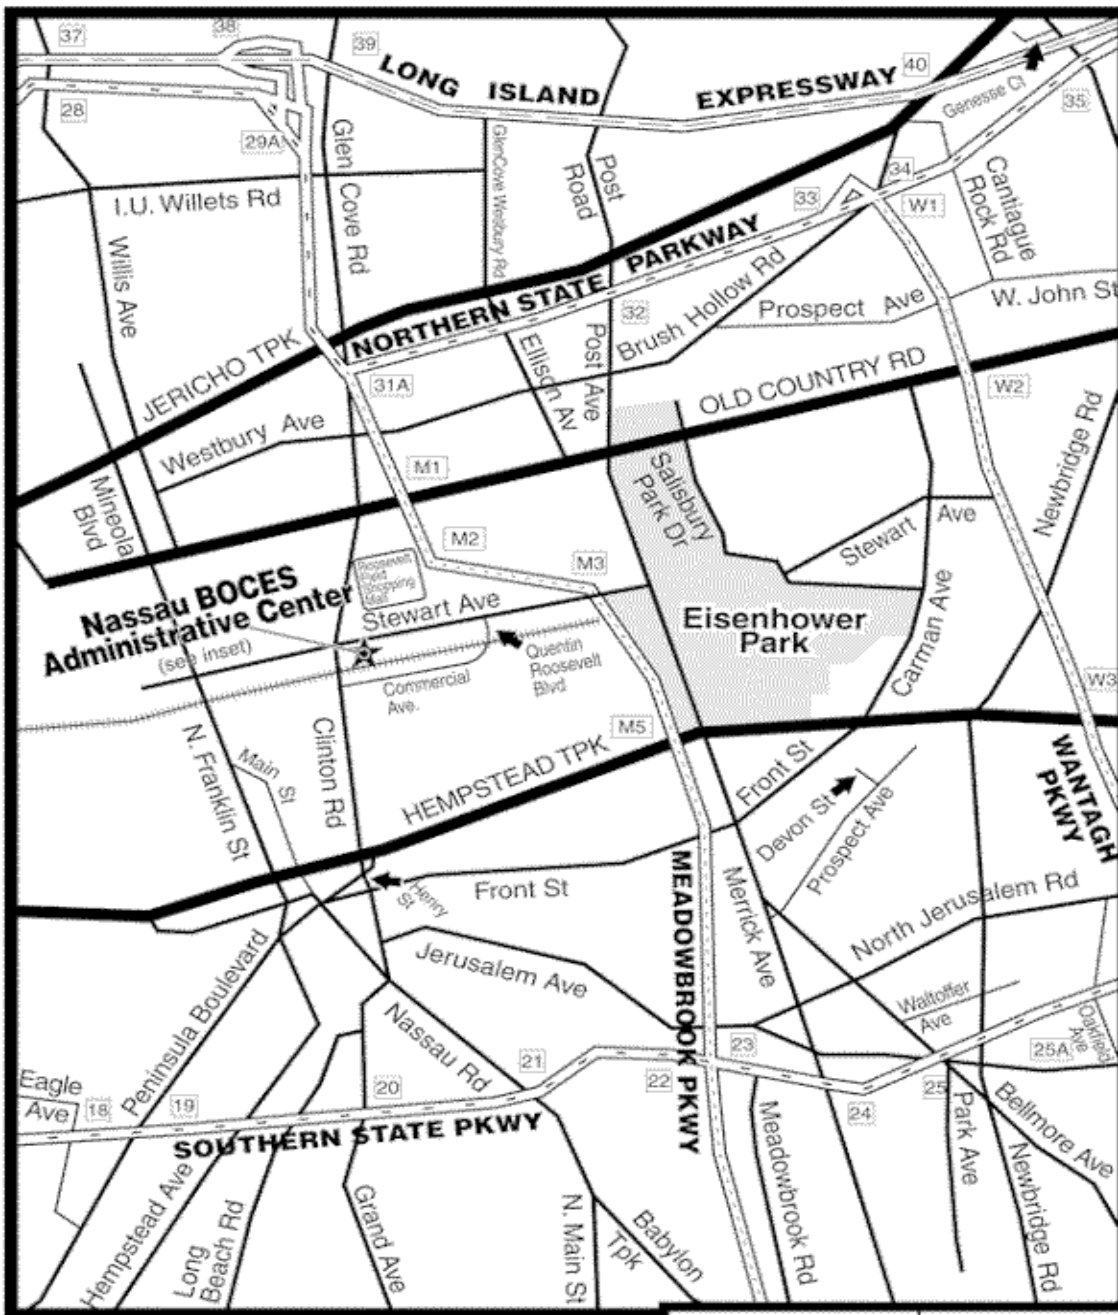 37
38
39
LONG ISLAND EXPRESSWAY
40
Genesse Ct
35
28
29A
Glen Cove Rd
GlenCove Westbury Rd
Post
Road
34
Cantiague
Rock Rd
I.U. Willets Rd
33
W1
Willis Ave
NORTHERN STATE PARKWAY
32
Brush Hollow Rd
Prospect Ave
W. John St
JERICHO TPK
31A
Ellison Av
Post Ave
OLD COUNTRY RD
W2
Westbury Ave
Newbridge Rd
M1
Mineola
Blvd
Salisbury
Park Dr
Stewart Ave
M2
M3
Roosevelt
Field
Shopping
Mall
Nassau BOCES
Administrative Center
(see inset)
Stewart Ave
Eisenhower
Park
Carman Ave
Quentin
Roosevelt
Blvd
Commercial
Ave.
W3
M5
N. Franklin St
Main St
Clinton Rd
HEMPSTEAD TPK
Front St
WANTAGH
PKWY
Devon St
Prospect Ave
Henry
St
Front St
MEADOWBROOK PKWY
Merrick Ave
North Jerusalem Rd
Peninsula Boulevard
Jerusalem Ave
Waltoffer
Ave
Oakfield
Ave
Nassau Rd
21
22
23
25A
Eagle
Ave
18
19
20
24
25
SOUTHERN STATE PKWY
Hempstead Ave
Long
Beach Rd
Grand Ave
N. Main St
Babylon
Tpk
Meadowbrook Rd
Park Ave
Newbridge Rd
Bellmore Ave